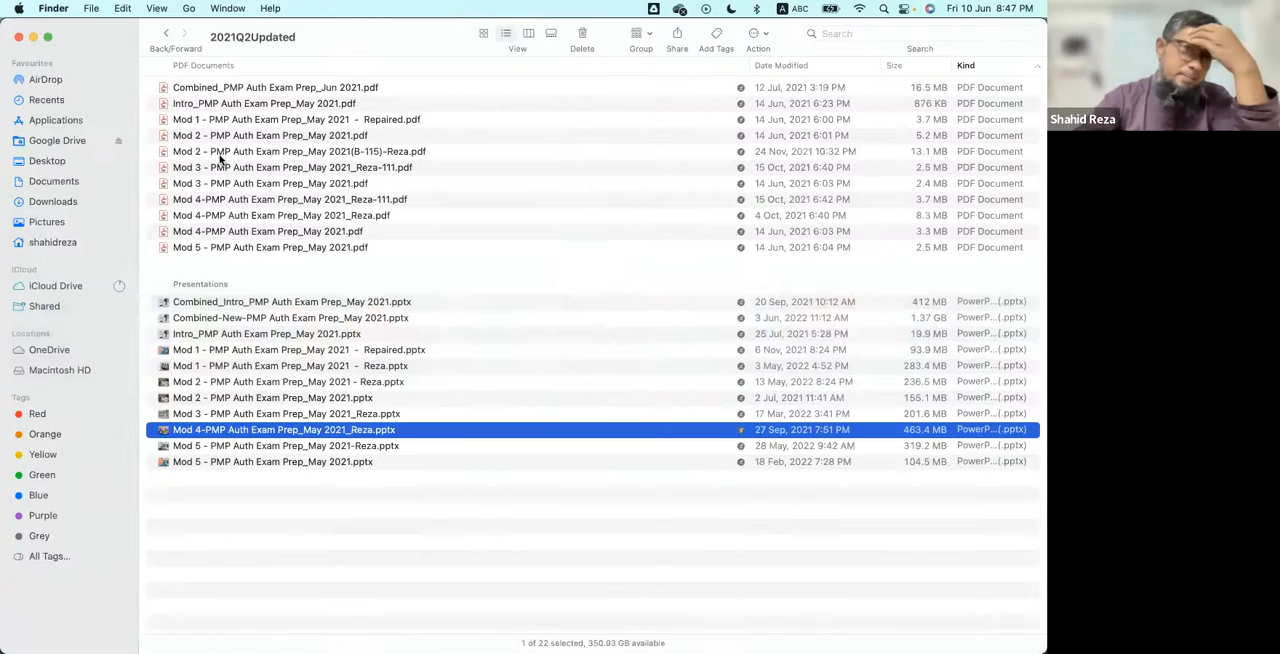 Finder File Edit View Go Window Help A ABC Fri 10 Jun 8:47 PM
2021Q2Updated
Search
Back/Forward View Delete Group Share Add Tags Action Search
PDF Documents Date Modified Size Kind
Combined_PMP Auth Exam Prep_Jun 2021.pdf 12 Jul, 2021 3:19 PM 16.5 MB PDF Document
Intro_PMP Auth Exam Prep_May 2021.pdf 14 Jun, 2021 6:23 PM 876 KB PDF Document
Mod 1 - PMP Auth Exam Prep_May 2021 - Repaired.pdf 14 Jun, 2021 6:00 PM 3.7 MB PDF Document
Mod 2 - PMP Auth Exam Prep_May 2021.pdf 14 Jun, 2021 6:01 PM 5.2 MB PDF Document
Mod 2 - PMP Auth Exam Prep_May 2021(B-115)-Reza.pdf 24 Nov, 2021 10:32 PM 13.1 MB PDF Document
Mod 3 - PMP Auth Exam Prep_May 2021_Reza-111.pdf 15 Oct, 2021 6:40 PM 2.5 MB PDF Document
Mod 3 - PMP Auth Exam Prep_May 2021.pdf 14 Jun, 2021 6:03 PM 2.4 MB PDF Document
Mod 4-PMP Auth Exam Prep_May 2021_Reza-111.pdf 15 Oct, 2021 6:42 PM 3.7 MB PDF Document
Mod 4-PMP Auth Exam Prep_May 2021_Reza.pdf 4 Oct, 2021 6:40 PM 8.3 MB PDF Document
Mod 4-PMP Auth Exam Prep_May 2021.pdf 14 Jun, 2021 6:03 PM 3.3 MB PDF Document
Mod 5 - PMP Auth Exam Prep_May 2021.pdf 14 Jun, 2021 6:04 PM 2.5 MB PDF Document
Presentations
Combined_Intro_PMP Auth Exam Prep_May 2021.pptx 20 Sep, 2021 10:12 AM 412 MB PowerP...(.pptx)
Combined-New-PMP Auth Exam Prep_May 2021.pptx 3 Jun, 2022 11:12 AM 1.37 GB PowerP...(.pptx)
Intro_PMP Auth Exam Prep_May 2021.pptx 25 Jul, 2021 5:28 PM 19.9 MB PowerP...(.pptx)
Mod 1 - PMP Auth Exam Prep_May 2021 - Repaired.pptx 6 Nov, 2021 8:24 PM 93.9 MB PowerP...(.pptx)
Mod 1 - PMP Auth Exam Prep_May 2021 - Reza.pptx 3 May, 2022 4:52 PM 283.4 MB PowerP...(.pptx)
Mod 2 - PMP Auth Exam Prep_May 2021 - Reza.pptx 13 May, 2022 8:24 PM 236.5 MB PowerP...(.pptx)
Mod 2 - PMP Auth Exam Prep_May 2021.pptx 2 Jul, 2021 11:41 AM 155.1 MB PowerP...(.pptx)
Mod 3 - PMP Auth Exam Prep_May 2021_Reza.pptx 17 Mar, 2022 3:41 PM 201.6 MB PowerP...(.pptx)
Mod 4-PMP Auth Exam Prep_May 2021_Reza.pptx 27 Sep, 2021 7:51 PM 463.4 MB PowerP...(.pptx)
Mod 5 - PMP Auth Exam Prep_May 2021-Reza.pptx 28 May, 2022 9:42 AM 319.2 MB PowerP...(.pptx)
Mod 5 - PMP Auth Exam Prep_May 2021.pptx 18 Feb, 2022 7:28 PM 104.5 MB PowerP...(.pptx)
1 of 22 selected, 350.93 GB available
Favourites
AirDrop
Recents
Applications
Google Drive
Desktop
Documents
Downloads
Pictures
shahidreza
iCloud
iCloud Drive
Shared
Locations
OneDrive
Macintosh HD
Tags
Red
Orange
Yellow
Green
Blue
Purple
Grey
All Tags...
Shahid Reza